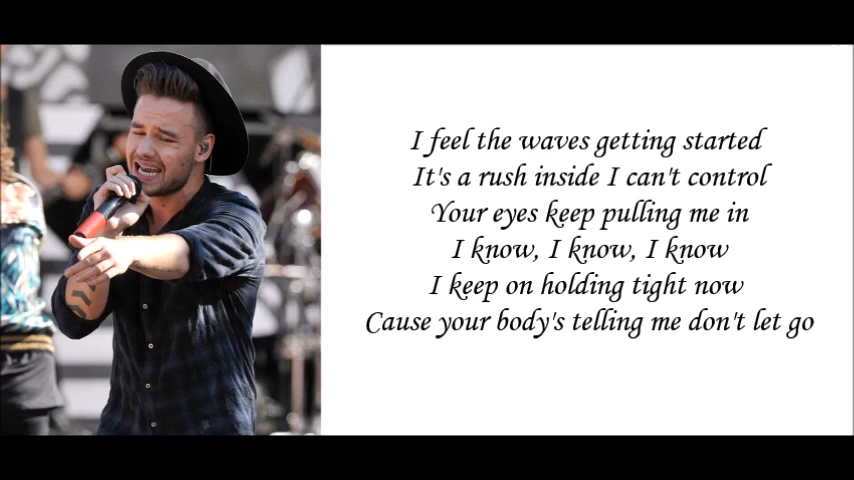 I feel the waves getting started
It's a rush inside I can't control
Your eyes keep pulling me in
I know, I know, I know
I keep on holding tight now
Cause your body's telling me don't let go